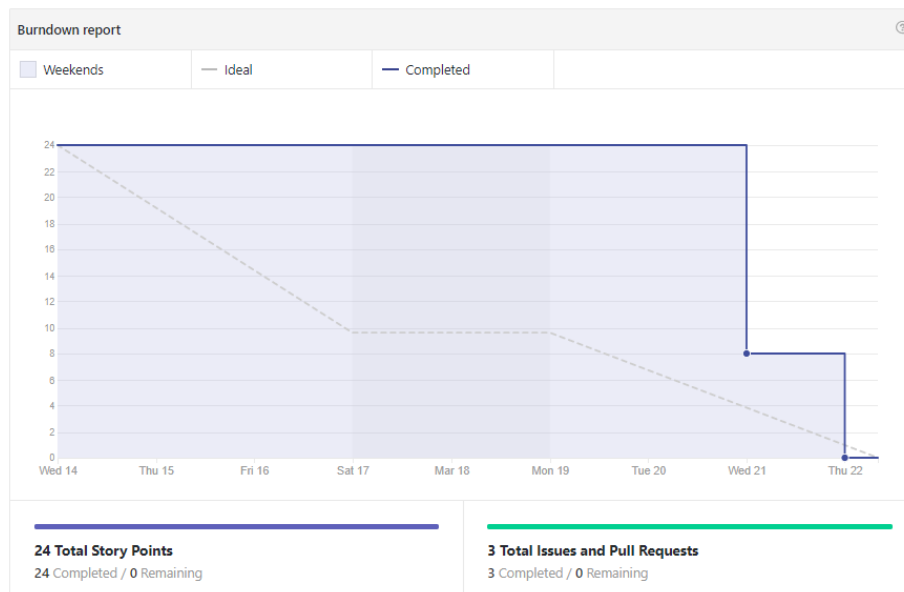 Burndown report
Weekends
Ideal
Completed
24
22
20
18
16
14
12
10
8
6
4
2
0
Wed 14 Thu 15 Fri 16 Sat 17 Mar 18 Mon 19 Tue 20 Wed 21 Thu 22
24 Total Story Points
24 Completed / 0 Remaining
3 Total Issues and Pull Requests
3 Completed / 0 Remaining